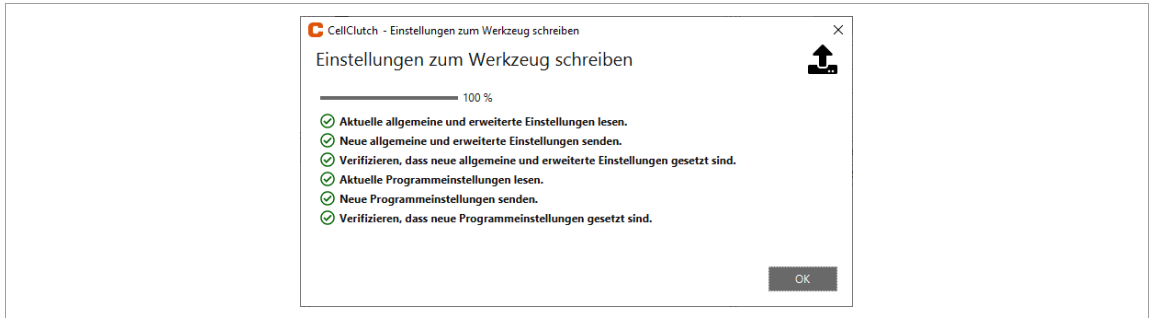 CellClutch - Einstellungen zum Werkzeug schreiben
Einstellungen zum Werkzeug schreiben
100 %
Aktuelle allgemeine und erweiterte Einstellungen lesen.
Neue allgemeine und erweiterte Einstellungen senden.
Verifizieren, dass neue allgemeine und erweiterte Einstellungen gesetzt sind.
Aktuelle Programmeinstellungen lesen.
Neue Programmeinstellungen senden.
Verifizieren, dass neue Programmeinstellungen gesetzt sind.
OK